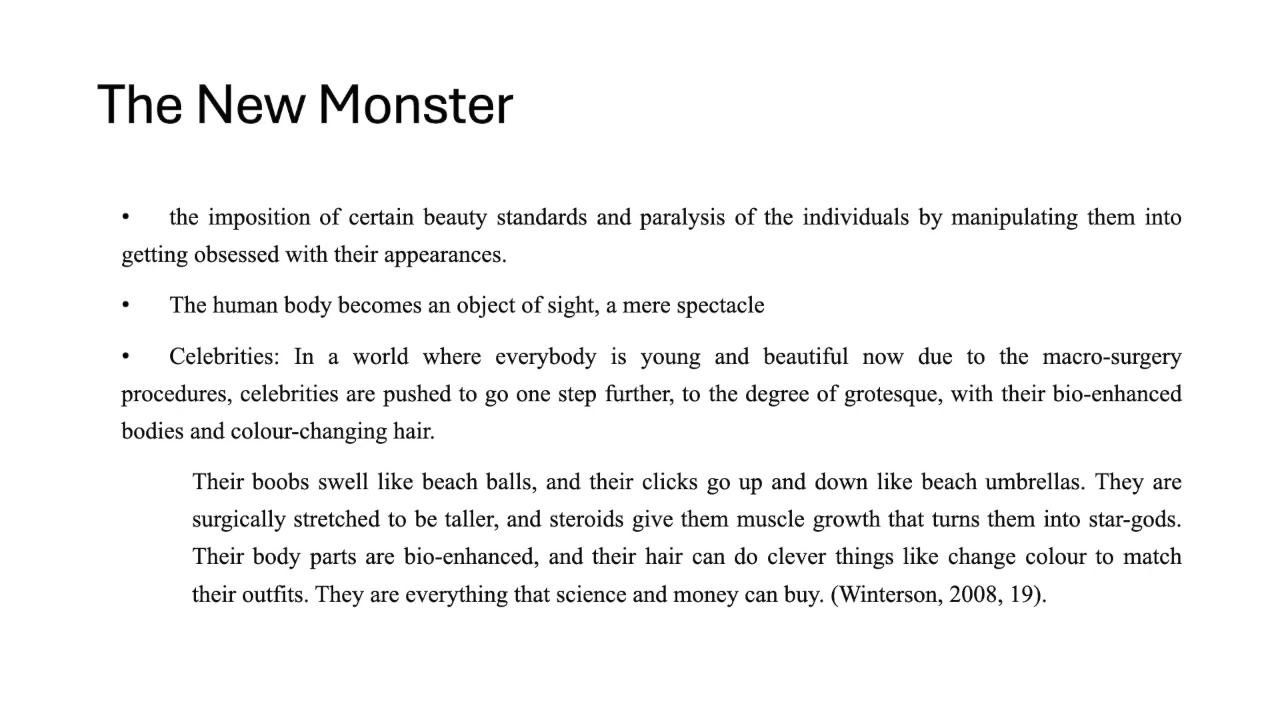 The New Monster
• the imposition of certain beauty standards and paralysis of the individuals by manipulating them into
getting obsessed with their appearances.
• The human body becomes an object of sight, a mere spectacle
• Celebrities: In a world where everybody is young and beautiful now due to the macro-surgery
procedures, celebrities are pushed to go one step further, to the degree of grotesque, with their bio-enhanced
bodies and colour-changing hair.
Their boobs swell like beach balls, and their clicks go up and down like beach umbrellas. They are
surgically stretched to be taller, and steroids give them muscle growth that turns them into star-gods.
Their body parts are bio-enhanced, and their hair can do clever things like change colour to match
their outfits. They are everything that science and money can buy. (Winterson, 2008, 19).